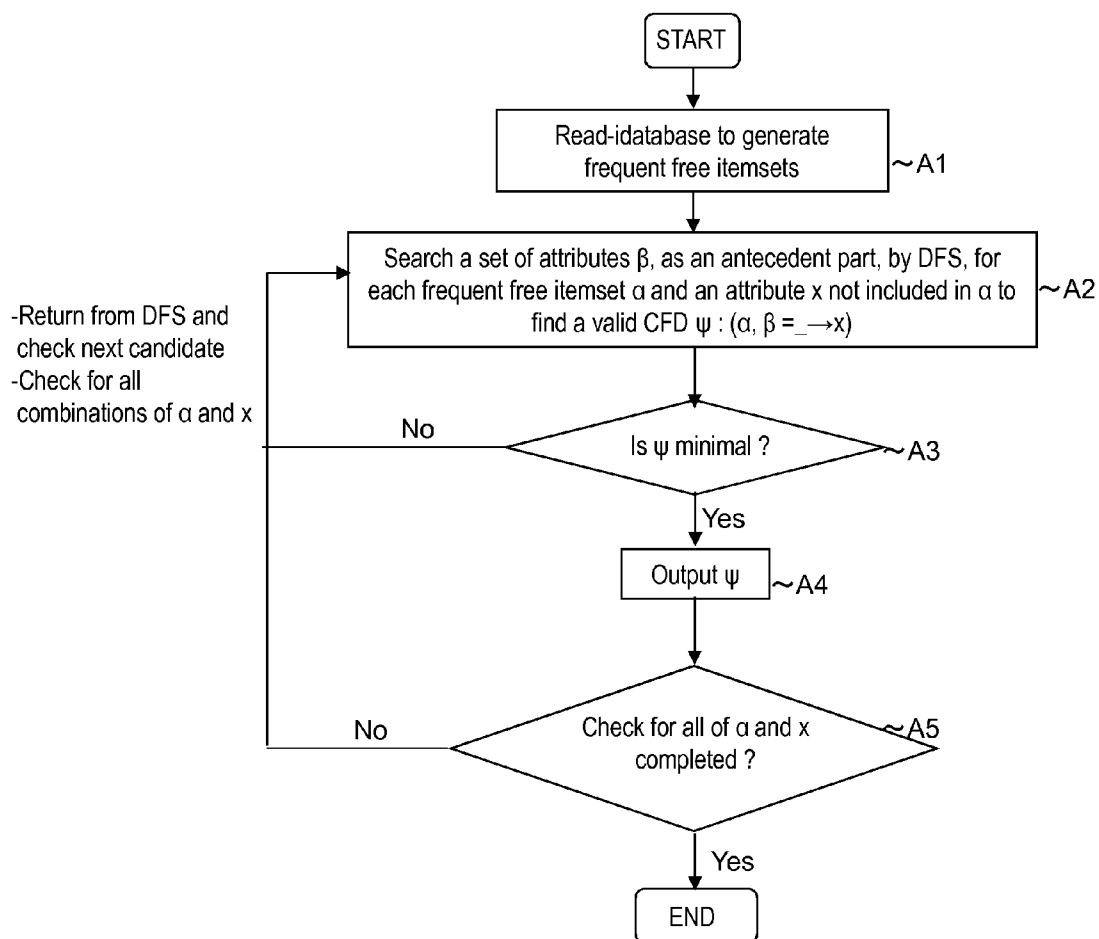 START
Read-idatabase to generate
frequent free itemsets
~A1
Search a set of attributes β, as an antecedent part, by DFS, for
each frequent free itemset α and an attribute x not included in α to
find a valid CFD ψ : (α, β =_→x)
~A2
-Return from DFS and
check next candidate
-Check for all
combinations of α and x
No
Is ψ minimal ?
~A3
Yes
Output ψ
~A4
No
Check for all of α and x
completed ?
~A5
Yes
END